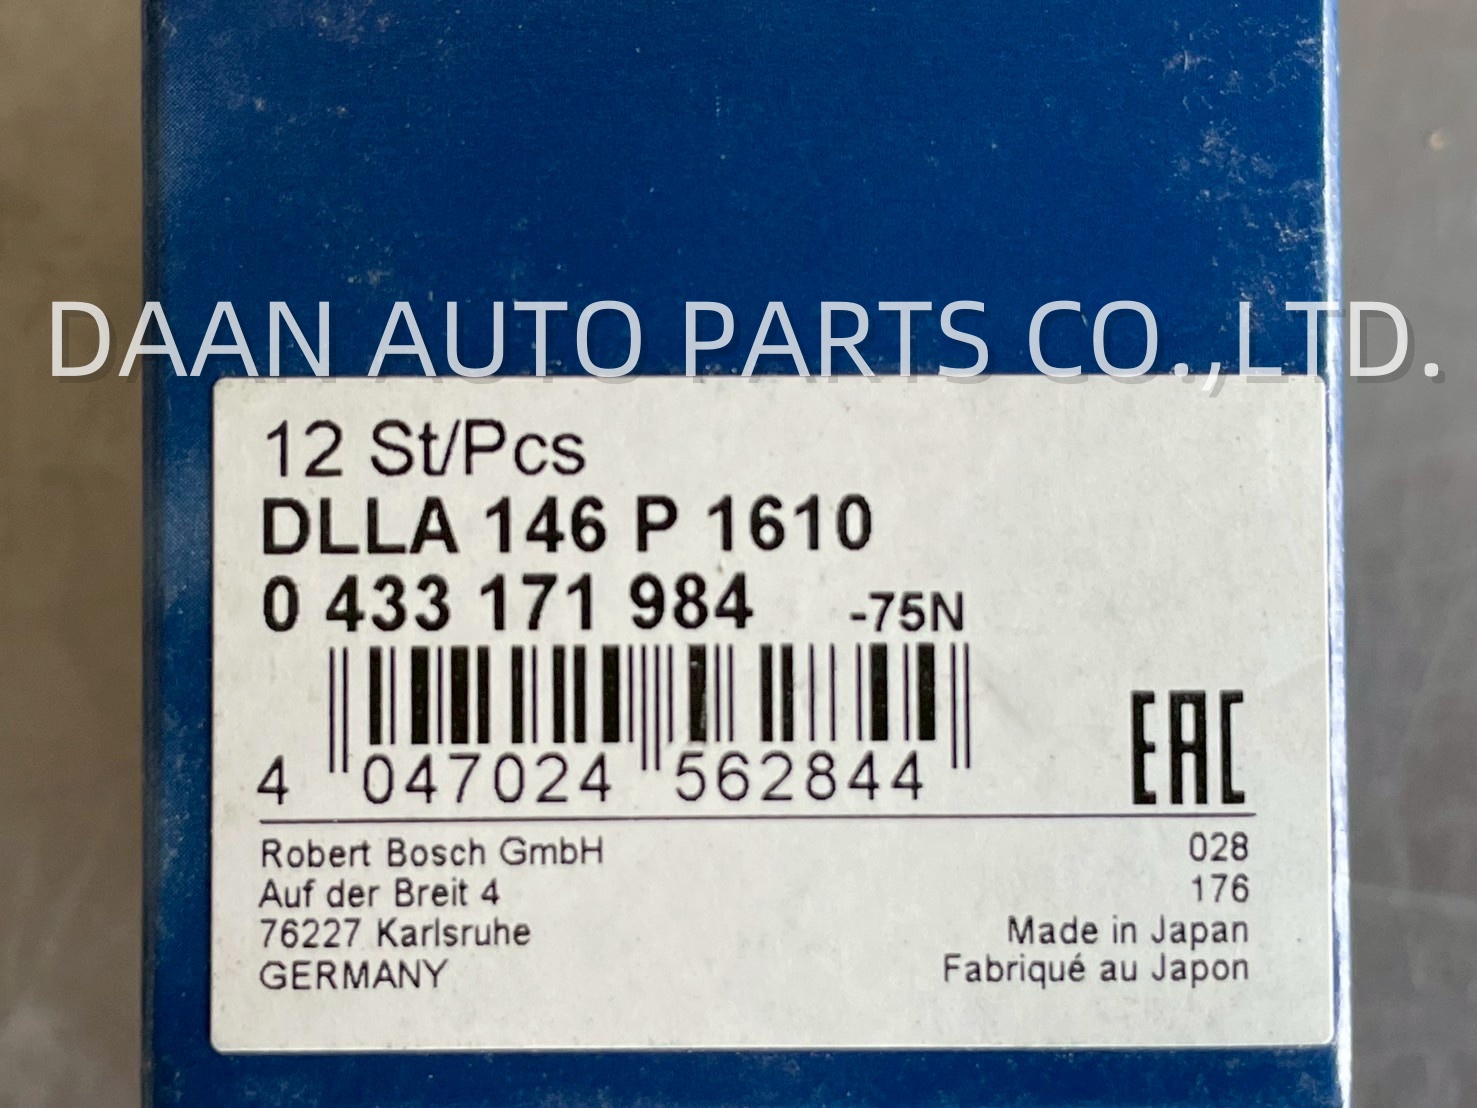 DAAN AUTO PARTS CO.,LTD.
12 St/Pcs
DLLA 146 P 1610
0 433 171 984 -75N
4 047024 562844
EAC
Robert Bosch GmbH
Auf der Breit 4
76227 Karlsruhe
GERMANY
028
176
Made in Japan
Fabriqué au Japon